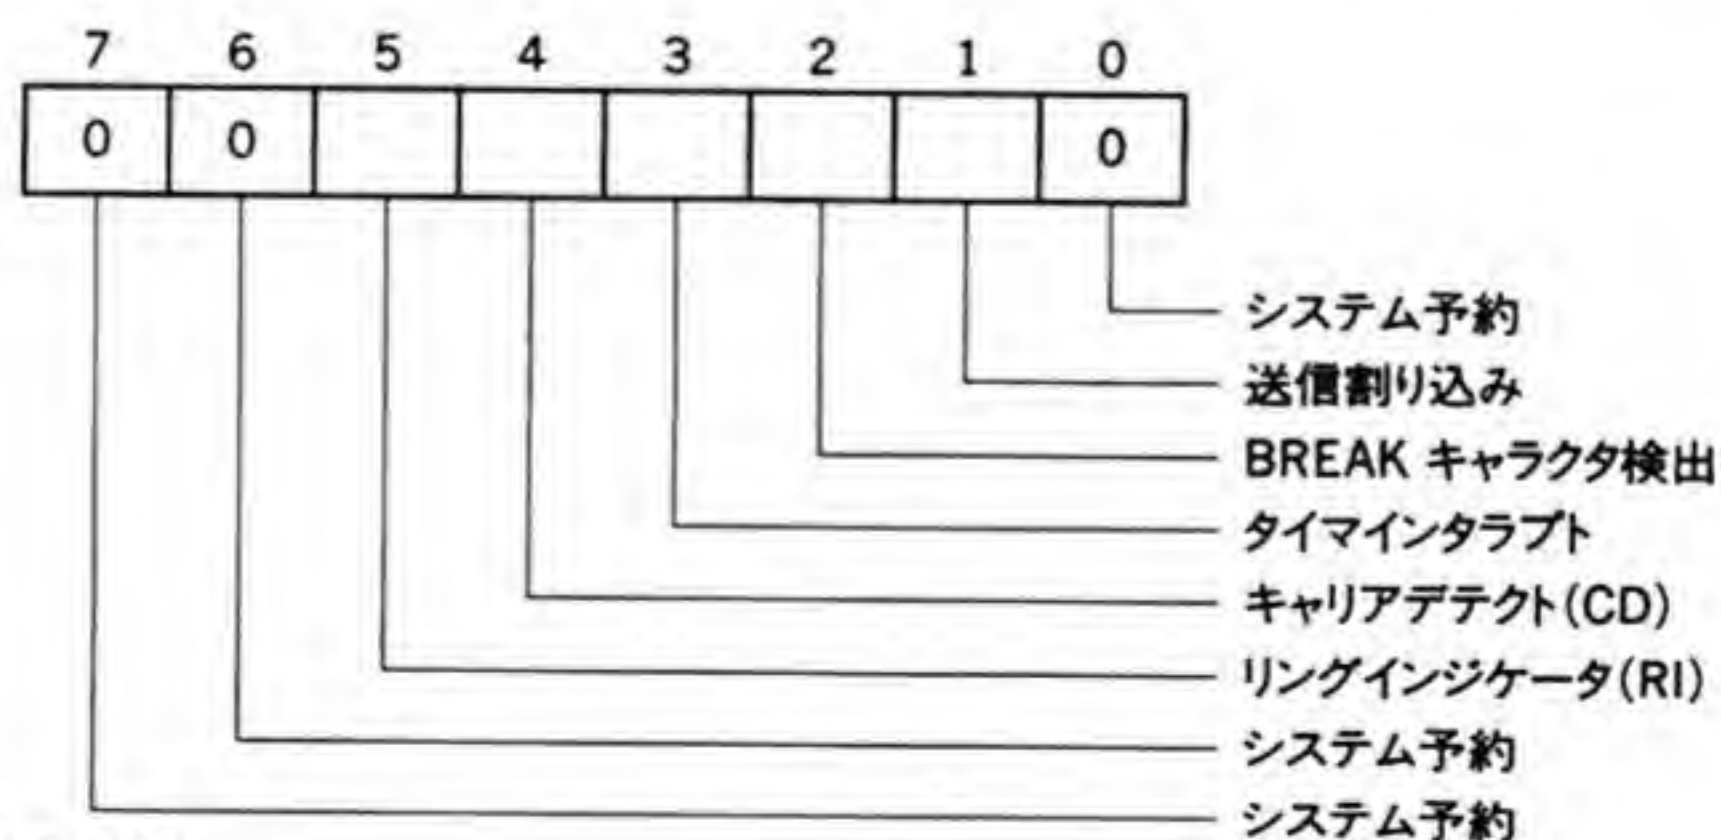 7 6 5 4 3 2 1 0
0 0 0
システム予約
送信割り込み
BREAK キャラクタ検出
タイマインタラプト
キャリアデテクト(CD)
リングインジケータ(RI)
システム予約
システム予約